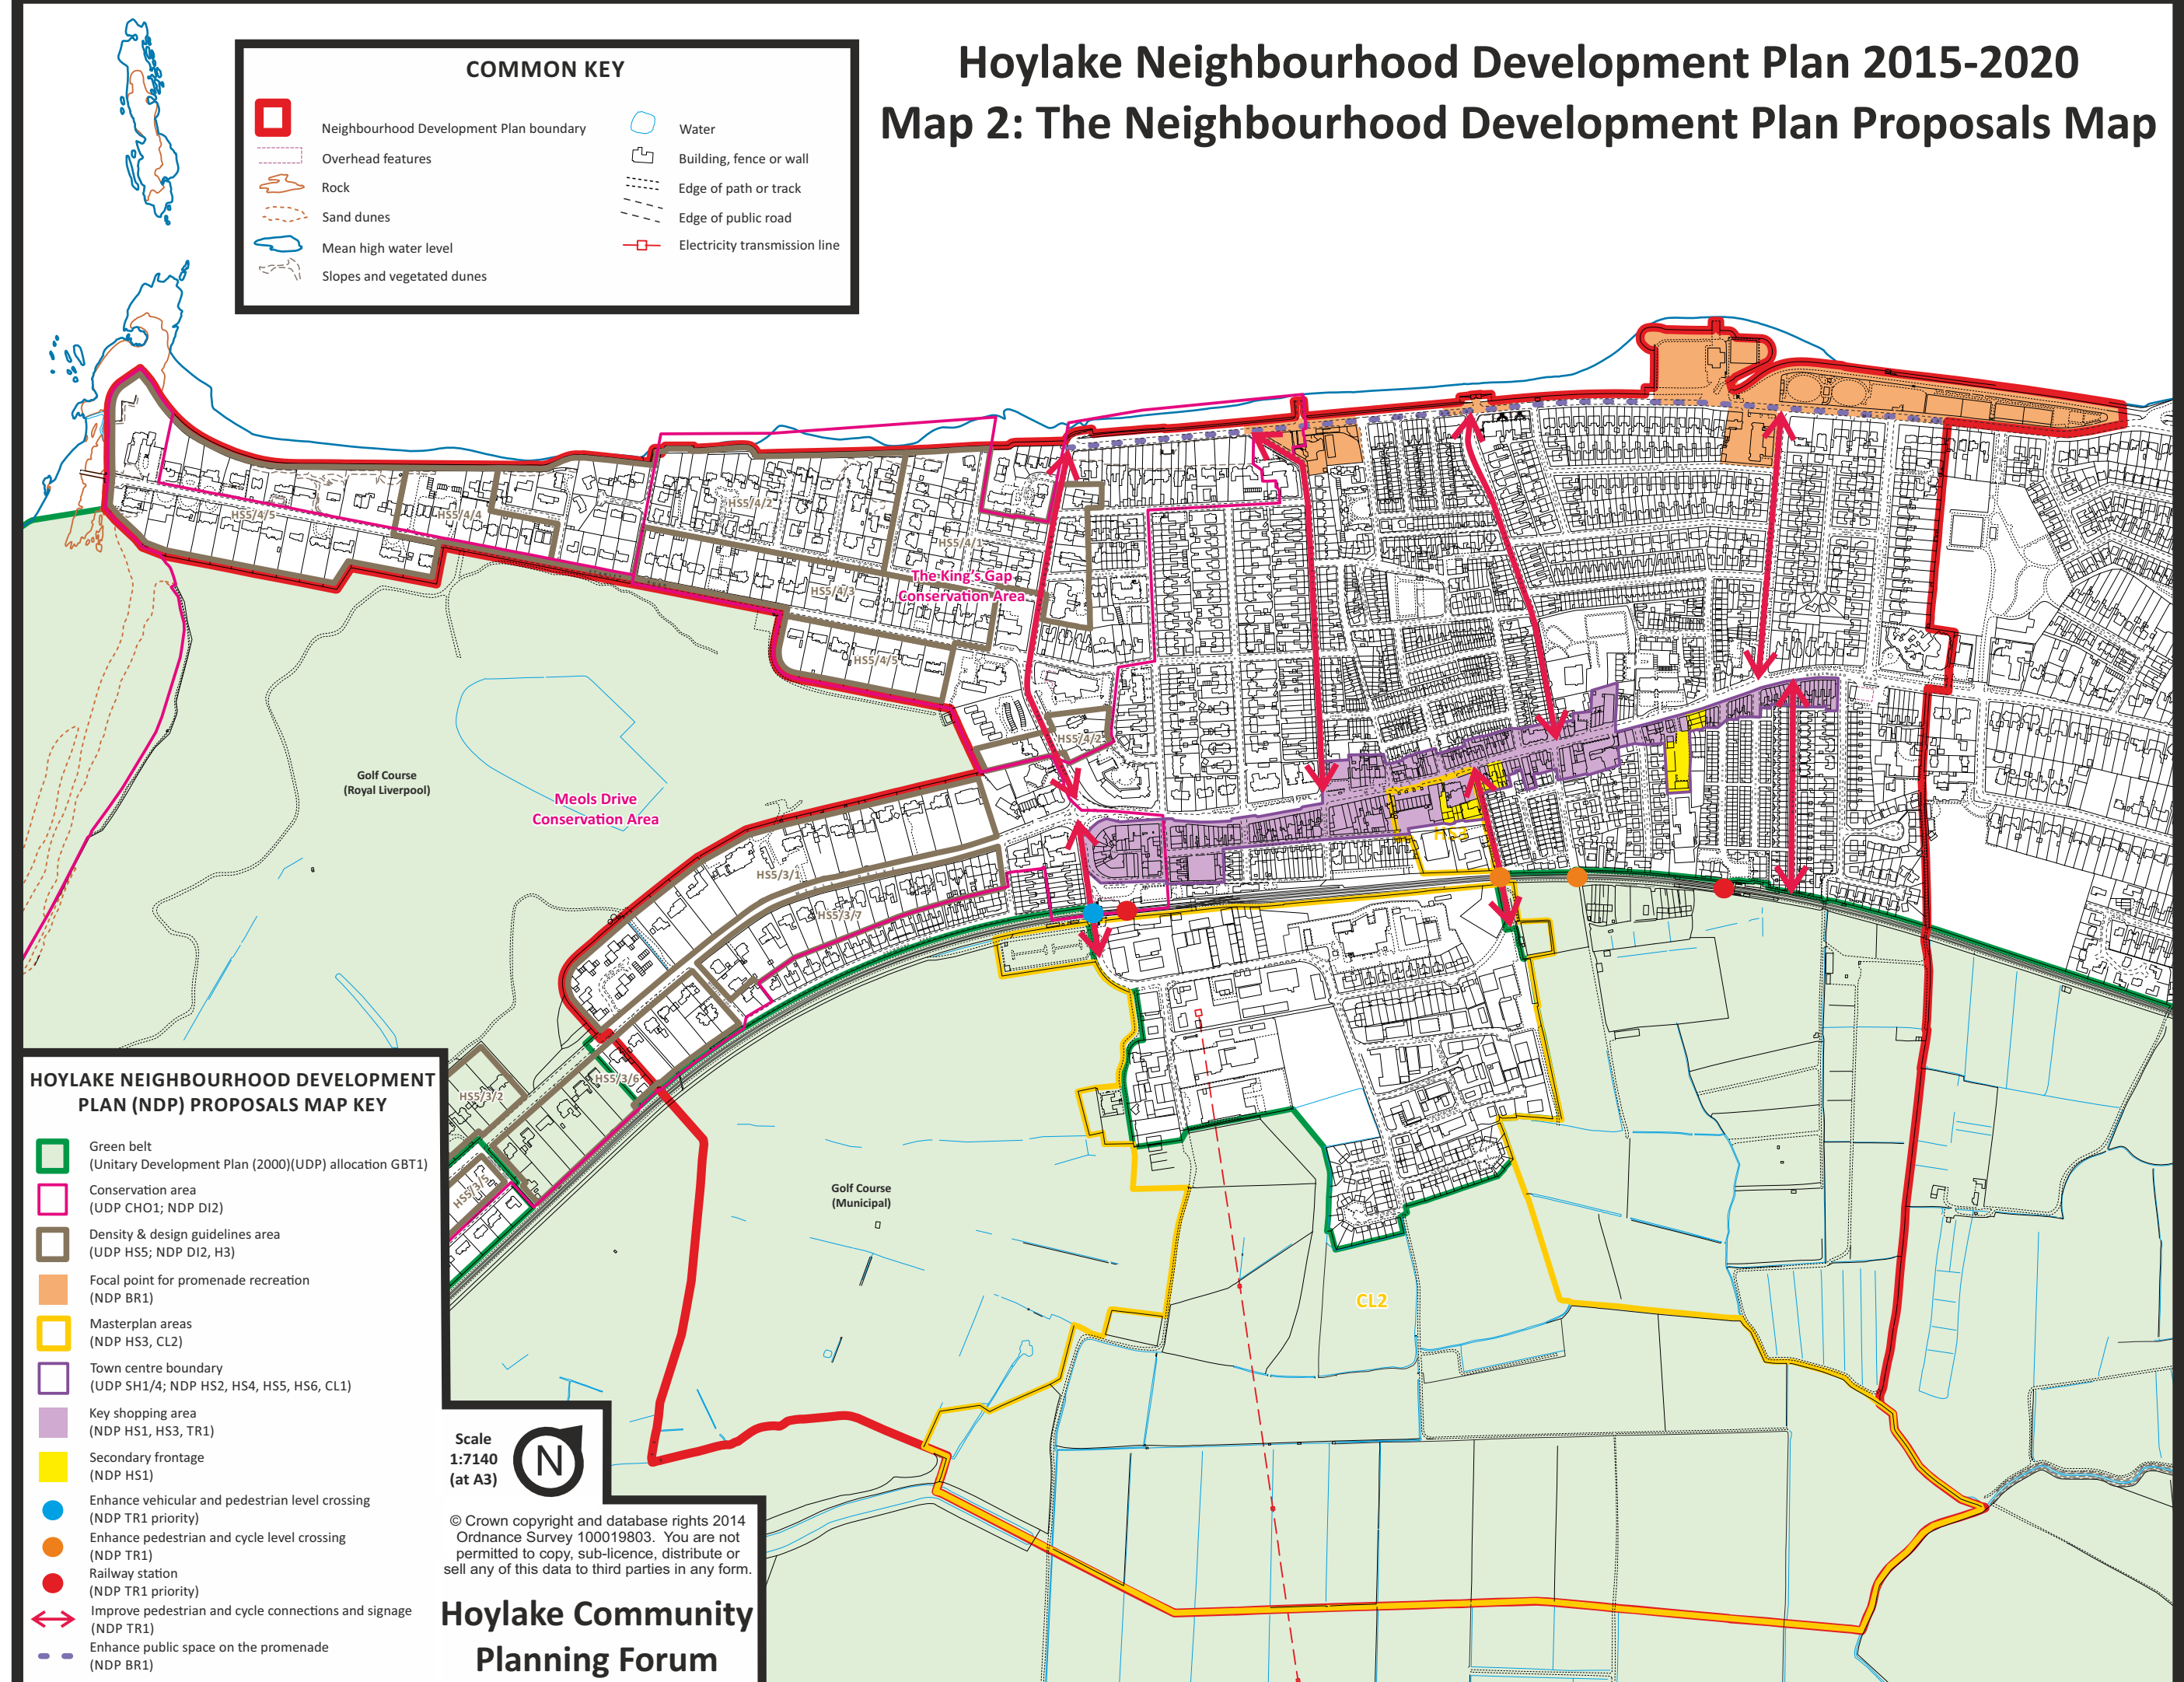 Hoylake Neighbourhood Development Plan 2015-2020
Map 2: The Neighbourhood Development Plan Proposals Map
COMMON KEY
Neighbourhood Development Plan boundary
Overhead features
Rock
Sand dunes
Mean high water level
Slopes and vegetated dunes
Water
Building, fence or wall
Edge of path or track
Edge of public road
Electricity transmission line
HS5/4/5
HS5/4/4
HS5/4/2
HS5/4/1
HS5/4/3
The King's Gap
Conservation Area
HS5/4/5
HS5/4/2
Golf Course
(Royal Liverpool)
Meols Drive
Conservation Area
HS3
HS5/3/1
HS5/3/7
HS5/3/6
HS5/3/2
HS5/3/5
Golf Course
(Municipal)
CL2
HOYLAKE NEIGHBOURHOOD DEVELOPMENT
PLAN (NDP) PROPOSALS MAP KEY
Green belt
(Unitary Development Plan (2000)(UDP) allocation GBT1)
Conservation area
(UDP CHO1; NDP DI2)
Density & design guidelines area
(UDP HS5; NDP DI2, H3)
Focal point for promenade recreation
(NDP BR1)
Masterplan areas
(NDP HS3, CL2)
Town centre boundary
(UDP SH1/4; NDP HS2, HS4, HS5, HS6, CL1)
Key shopping area
(NDP HS1, HS3, TR1)
Secondary frontage
(NDP HS1)
Enhance vehicular and pedestrian level crossing
(NDP TR1 priority)
Enhance pedestrian and cycle level crossing
(NDP TR1)
Railway station
(NDP TR1 priority)
Improve pedestrian and cycle connections and signage
(NDP TR1)
Enhance public space on the promenade
(NDP BR1)
Scale
1:7140
(at A3)
N
© Crown copyright and database rights 2014
Ordnance Survey 100019803. You are not
permitted to copy, sub-licence, distribute or
sell any of this data to third parties in any form.
Hoylake Community
Planning Forum